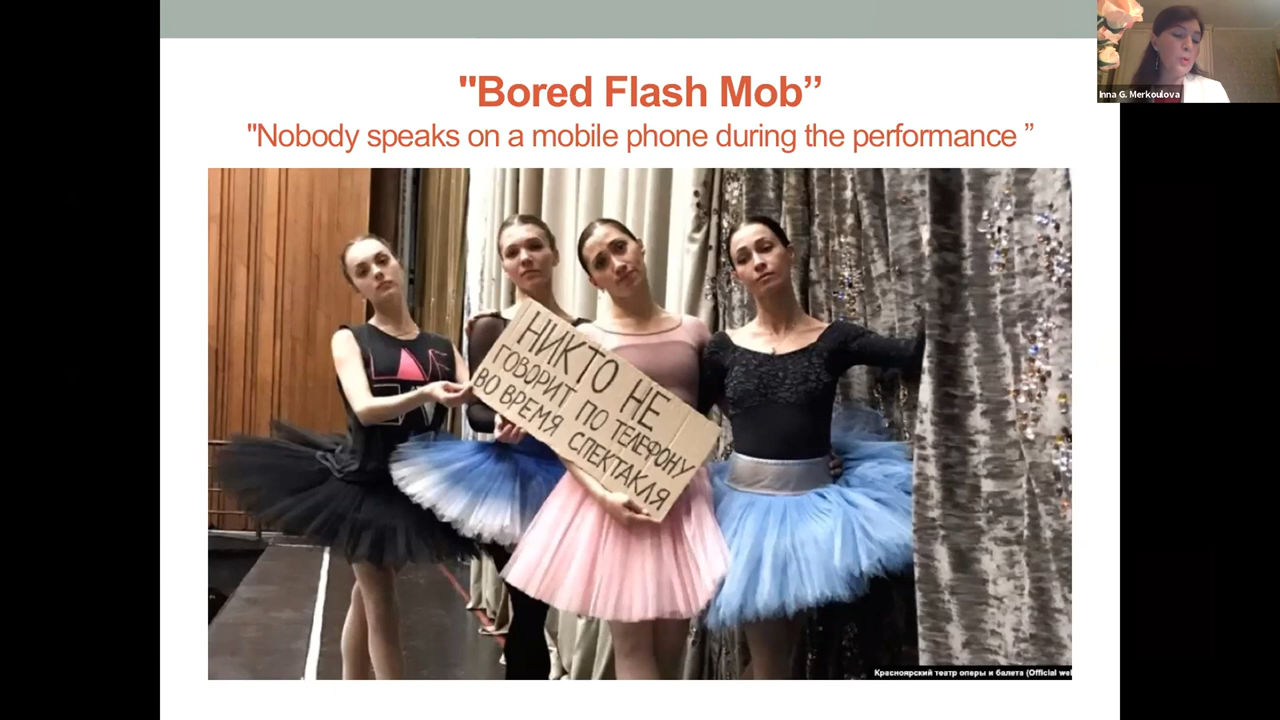 "Bored Flash Mob”
"Nobody speaks on a mobile phone during the performance ”
Inna G. Merkoulova
НИКТО НЕ
ГОВОРИТ ПО ТЕЛЕФОНУ
ВО ВРЕМЯ СПЕКТАКЛЯ
Красноярский театр оперы и балета (Official